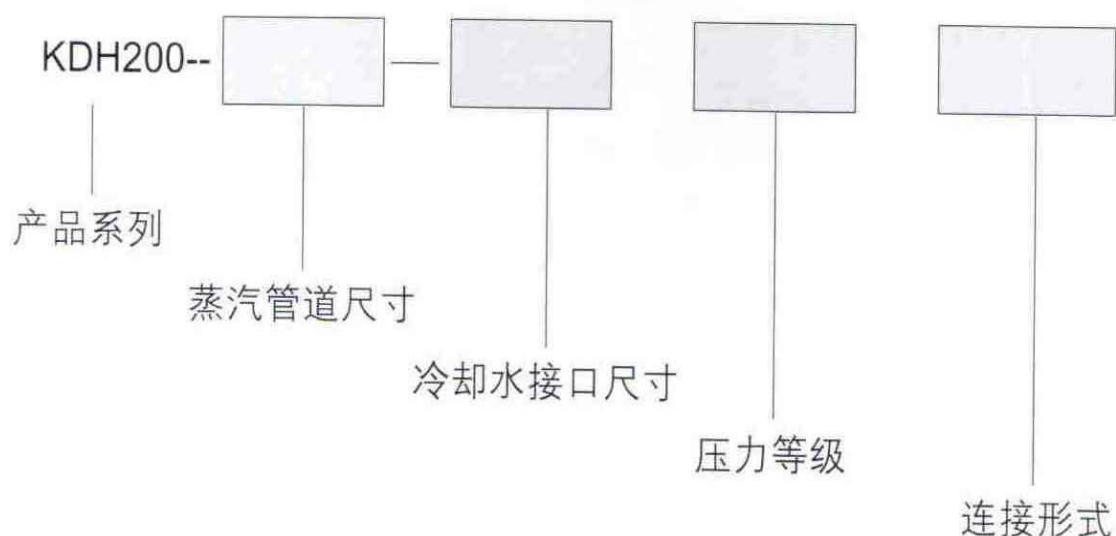 KDH200--
产品系列
蒸汽管道尺寸
冷却水接口尺寸
压力等级
连接形式